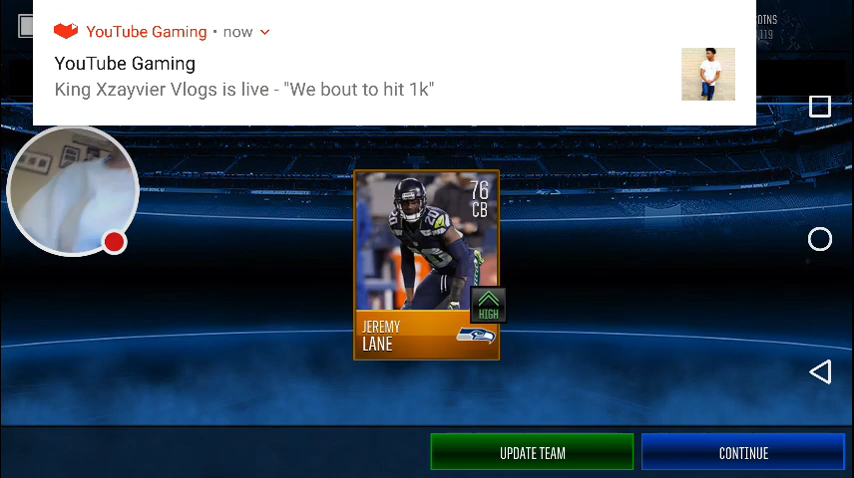 YouTube Gaming • now
YouTube Gaming
King Xzayvier Vlogs is live - "We bout to hit 1k"
76
CB
20
HIGH
JEREMY
LANE
UPDATE TEAM
CONTINUE